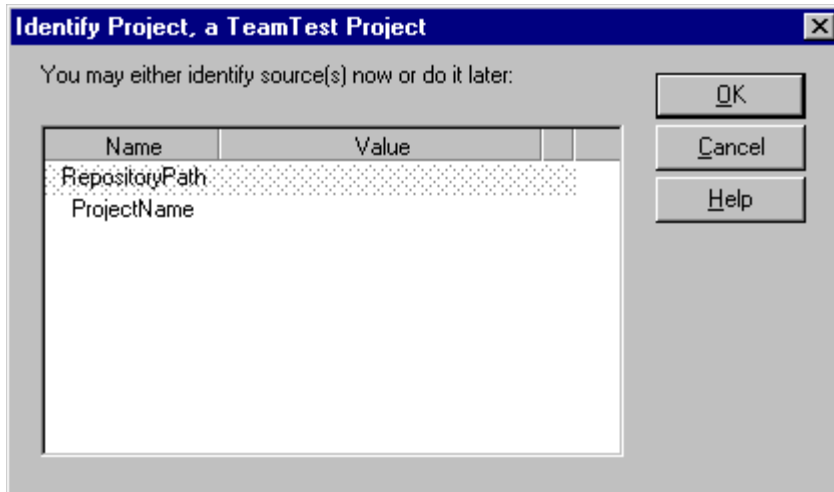 Identify Project, a TeamTest Project
You may either identify source(s) now or do it later:
OK
Name Value
Cancel
RepositoryPath
Help
ProjectName